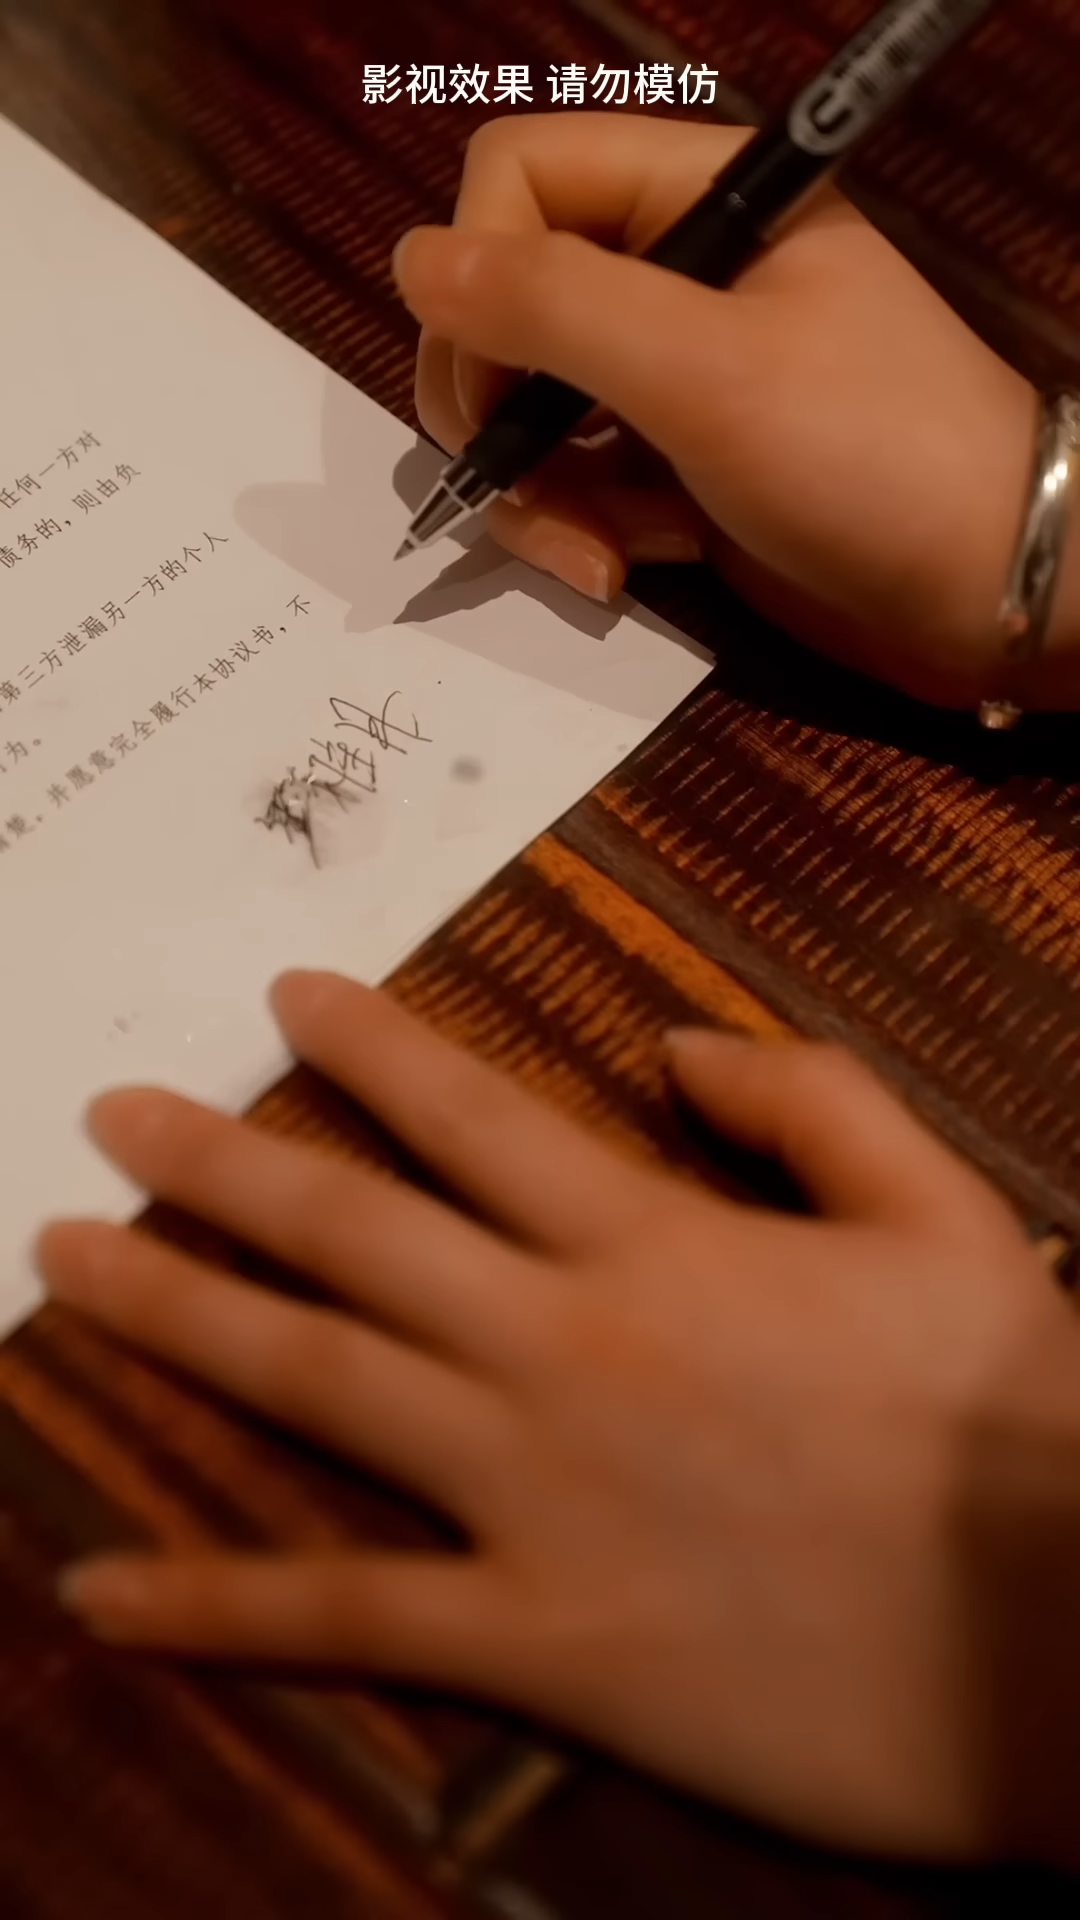 影视效果 请勿模仿
任何一方对
债务的，则由负
第三方泄漏另一方的个人
为。
楚，并愿意完全履行本协议书，不